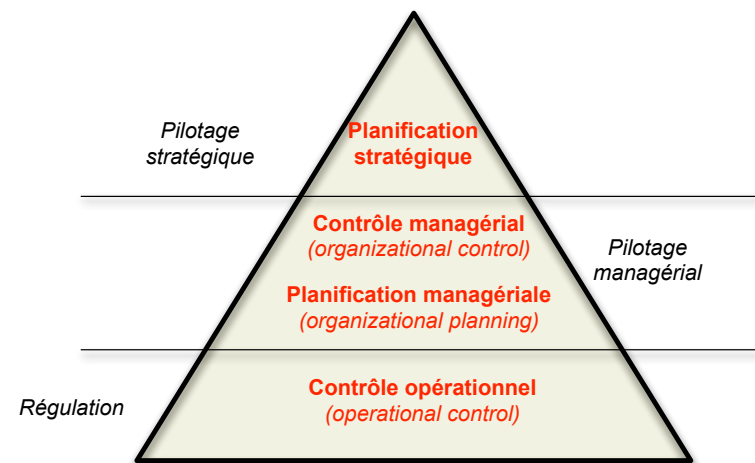 Pilotage
stratégique
Planification
stratégique
Contrôle managérial
(organizational control)
Planification managériale
(organizational planning)
Pilotage
managérial
Régulation
Contrôle opérationnel
(operational control)